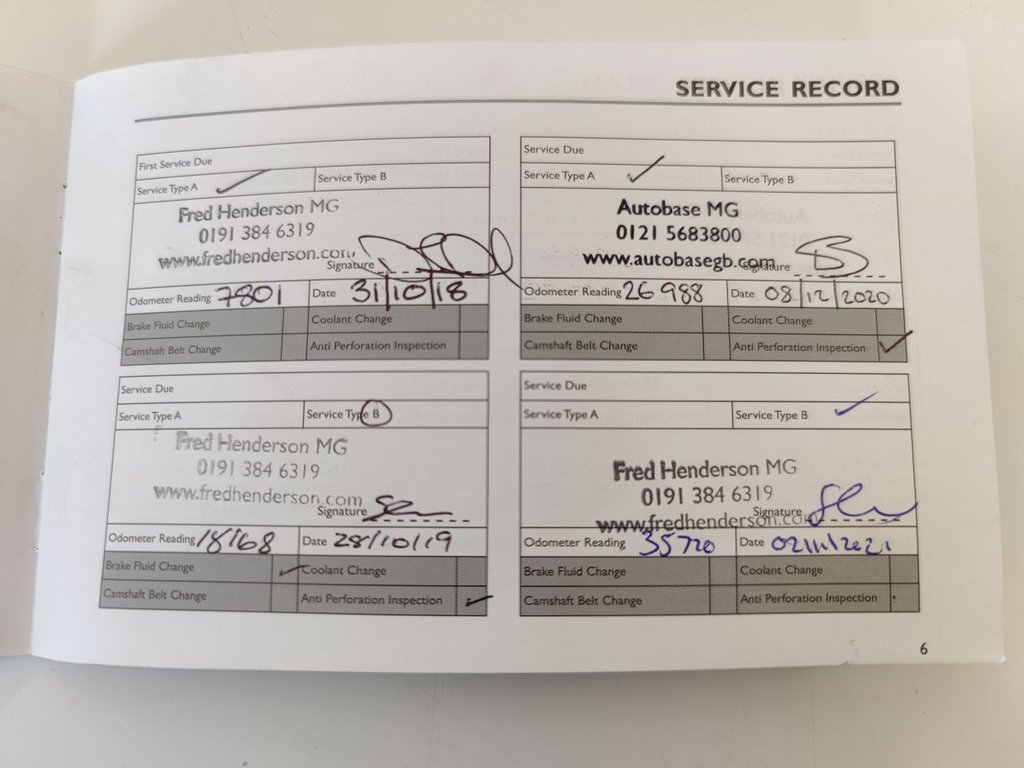 SERVICE RECORD
First Service Due
Service Type A ✓ Service Type B
Fred Henderson MG
0191 384 6319
www.fredhenderson.com
Signature
Odometer Reading 7801 Date 31/10/18
Brake Fluid Change Coolant Change
Camshaft Belt Change Anti Perforation Inspection
Service Due
Service Type A ✓ Service Type B
Autobase MG
0121 5683800
www.autobasegb.com
Signature
Odometer Reading 26988 Date 08/12/2020
Brake Fluid Change Coolant Change
Camshaft Belt Change Anti Perforation Inspection ✓
Service Due
Service Type A Service Type B
Fred Henderson MG
0191 384 6319
www.fredhenderson.com
Signature
Odometer Reading 18168 Date 28/10/19
Brake Fluid Change ✓ Coolant Change
Camshaft Belt Change Anti Perforation Inspection ✓
Service Due
Service Type A Service Type B ✓
Fred Henderson MG
0191 384 6319
www.fredhenderson.com
Signature
Odometer Reading 35720 Date
Brake Fluid Change Coolant Change
Camshaft Belt Change Anti Perforation Inspection
6